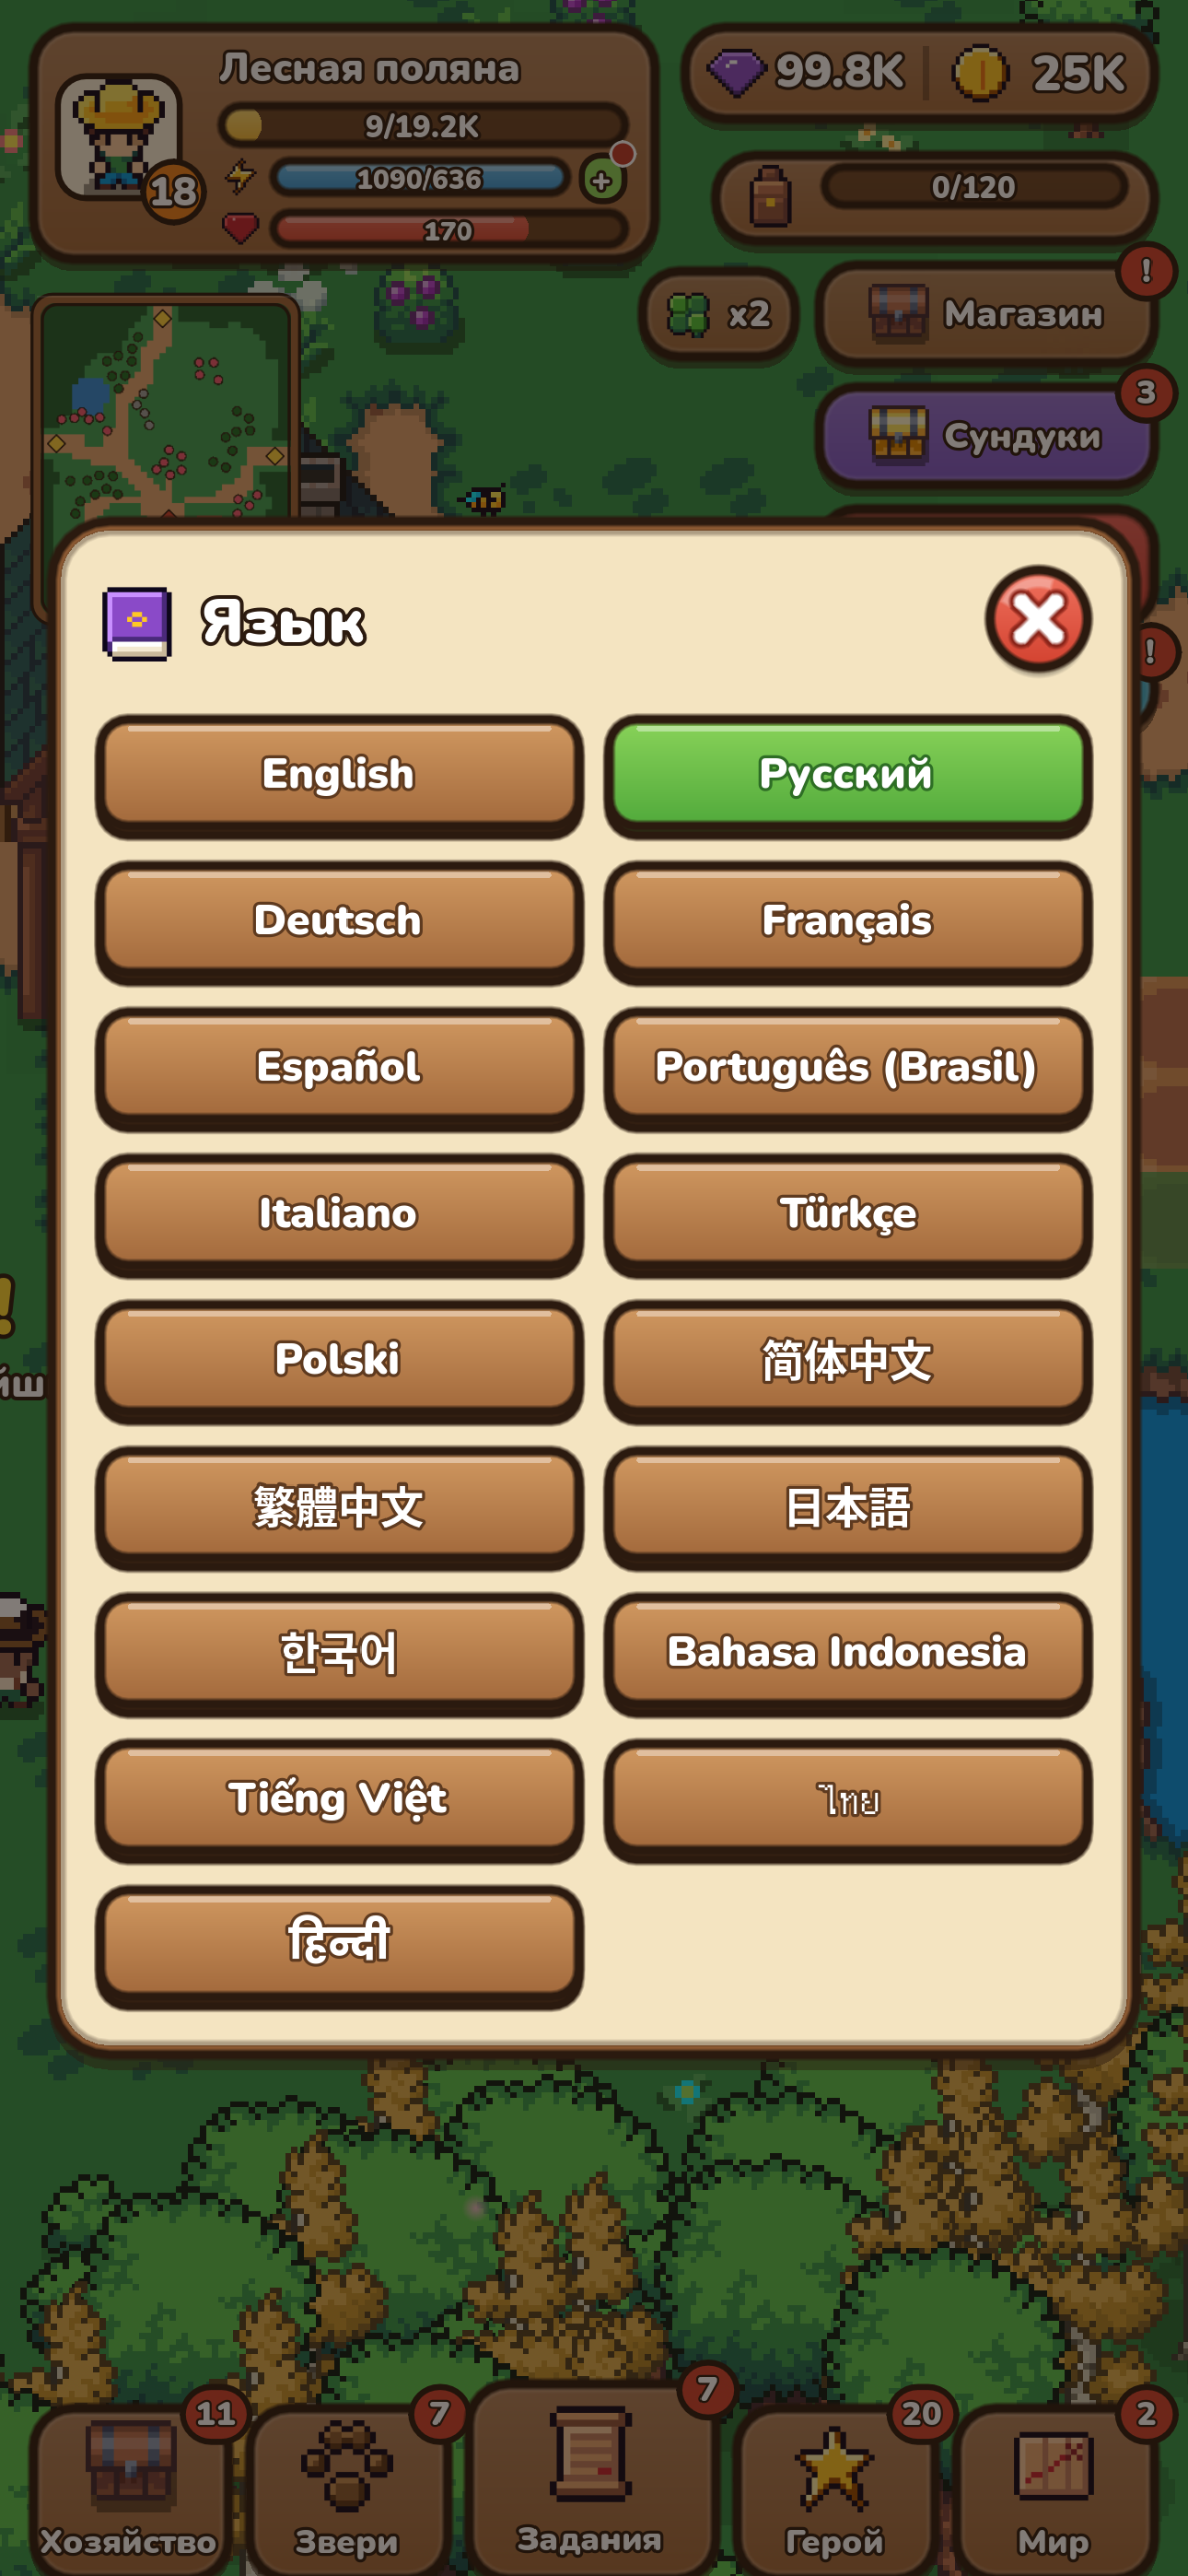 Лесная поляна
99.8K
25K
9/19.2K
18
1090/636
170
0/120
x2
!
Магазин
3
Сундуки
Язык
!
English
Русский
Deutsch
Français
Español
Português (Brasil)
Italiano
Türkçe
!
Polski
简体中文
繁體中文
日本語
한국어
Bahasa Indonesia
Tiếng Việt
ไทย
हिन्दी
11
7
7
20
2
Хозяйство
Звери
Задания
Герой
Мир